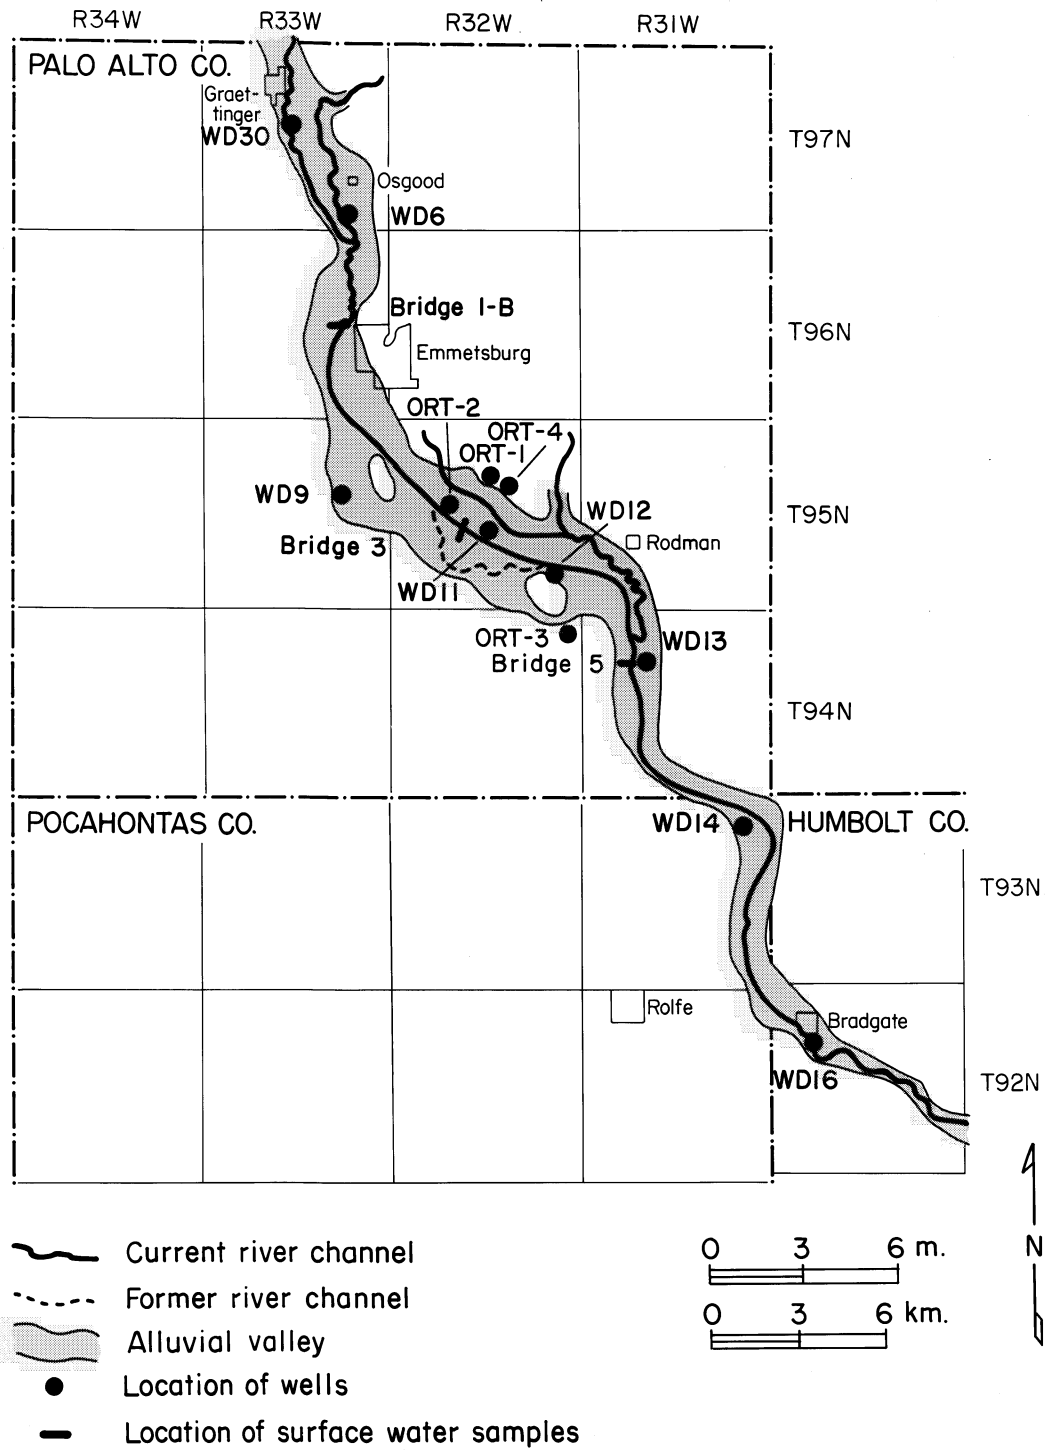 R34W R33W R32W R31W
PALO ALTO CO.
Graet-
tinger
WD30
T97N
Osgood
WD6
Bridge 1-B
T96N
Emmetsburg
ORT-2
ORT-4
ORT-1
WD9
WD12
T95N
Bridge 3
Rodman
WD11
ORT-3
WD13
Bridge 5
T94N
POCAHONTAS CO.
WD14
HUMBOLT CO.
T93N
Rolfe
Bradgate
WD16
T92N
Current river channel
Former river channel
Alluvial valley
Location of wells
Location of surface water samples
0 3 6 m.
0 3 6 km.
N